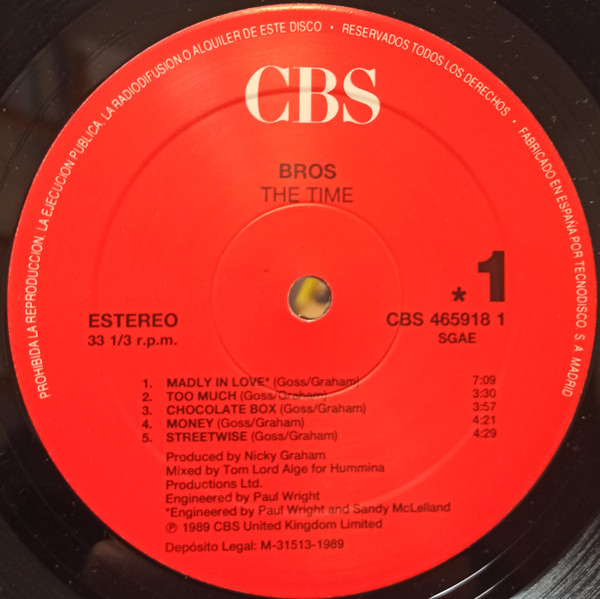 PROHIBIDA LA REPRODUCCION. LA EJECUCION PUBLICA. LA RADIODIFUSION O ALQUILER DE ESTE DISCO • RESERVADOS TODOS LOS DERECHOS • FABRICADO EN ESPAÑA POR TECNODISCO S A MADRID
CBS
BROS
THE TIME
* 1
ESTEREO CBS 465918 1
33 1/3 r.p.m. SGAE
1. MADLY IN LOVE* (Goss/Graham) 7:09
2. TOO MUCH (Goss/Graham) 3:30
3. CHOCOLATE BOX (Goss/Graham) 3:57
4. MONEY (Goss/Graham) 4:21
5. STREETWISE (Goss/Graham) 4:29
Produced by Nicky Graham
Mixed by Tom Lord Alge for Hummina
Productions Ltd.
Engineered by Paul Wright
*Engineered by Paul Wright and Sandy McLelland
℗ 1989 CBS United Kingdom Limited
Depósito Legal: M-31513-1989